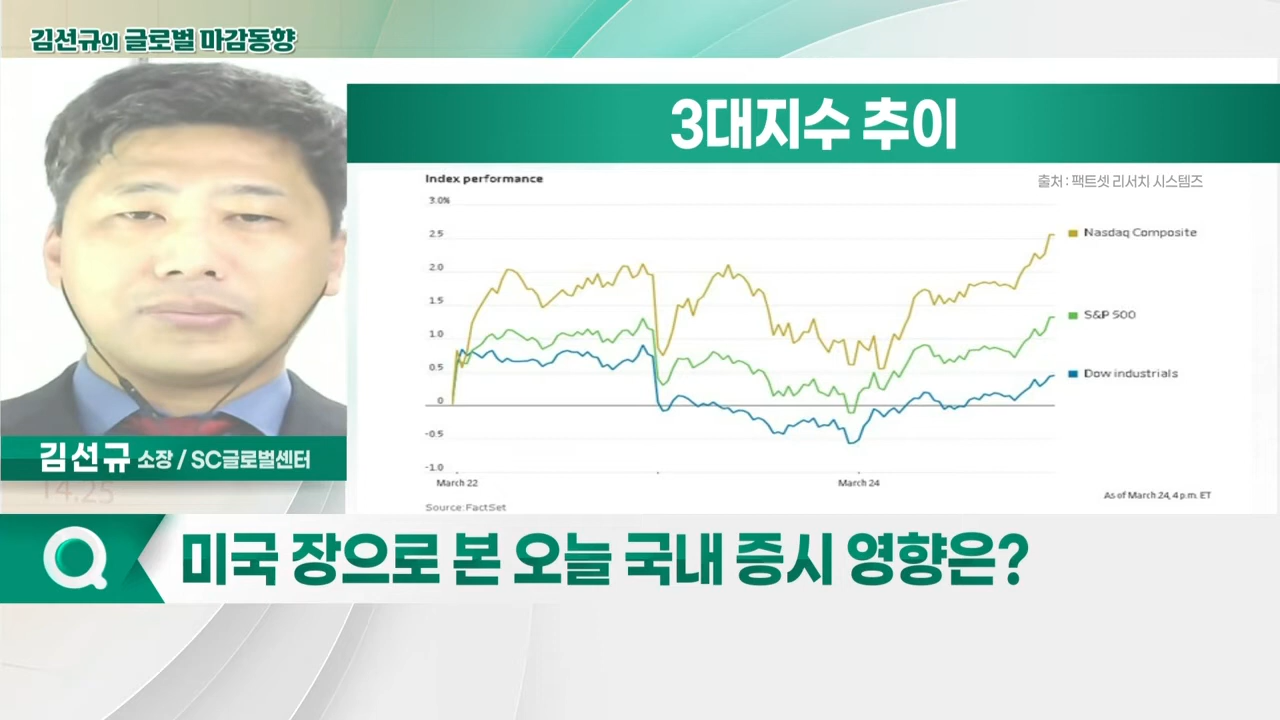 김선규의 글로벌 마감동향
3대지수 추이
Index performance
출처 : 팩트셋 리서치 시스템즈
3.0%
2.5
2.0
1.5
1.0
0.5
0
-0.5
-1.0
Nasdaq Composite
S&P 500
Dow industrials
March 22
March 24
As of March 24, 4 p.m. ET
Source: FactSet
김선규 소장 / SC글로벌센터
14.25
Q 미국 장으로 본 오늘 국내 증시 영향은?